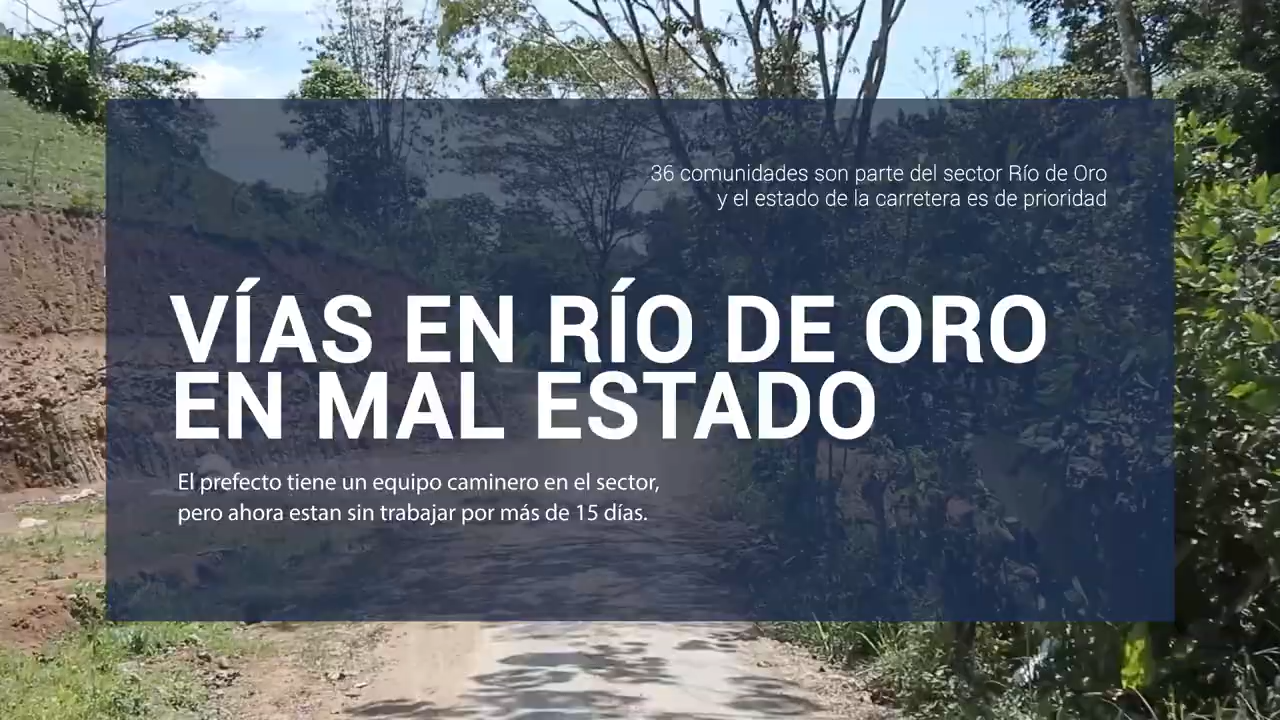 36 comunidades son parte del sector Río de Oro
y el estado de la carretera es de prioridad
VÍAS EN RÍO DE ORO
EN MAL ESTADO
El prefecto tiene un equipo caminero en el sector,
pero ahora estan sin trabajar por más de 15 días.